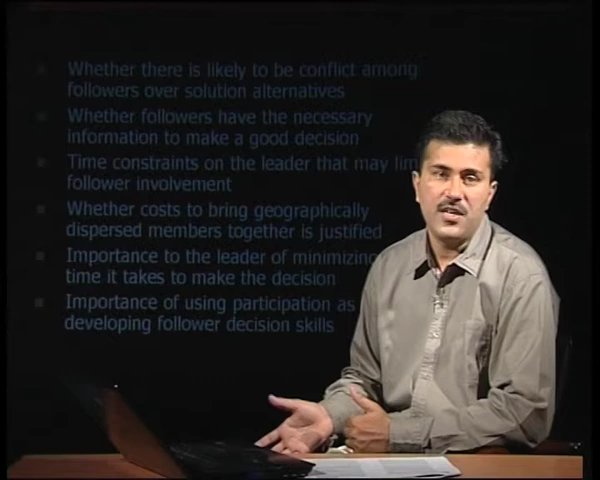 Whether there is likely to be conflict among
followers over solution alternatives
Whether followers have the necessary
information to make a good decision
Time constraints on the leader that may lim
follower involvement
Whether costs to bring geographically
dispersed members together is justified
Importance to the leader of minimizing
time it takes to make the decision
Importance of using participation as
developing follower decision skills